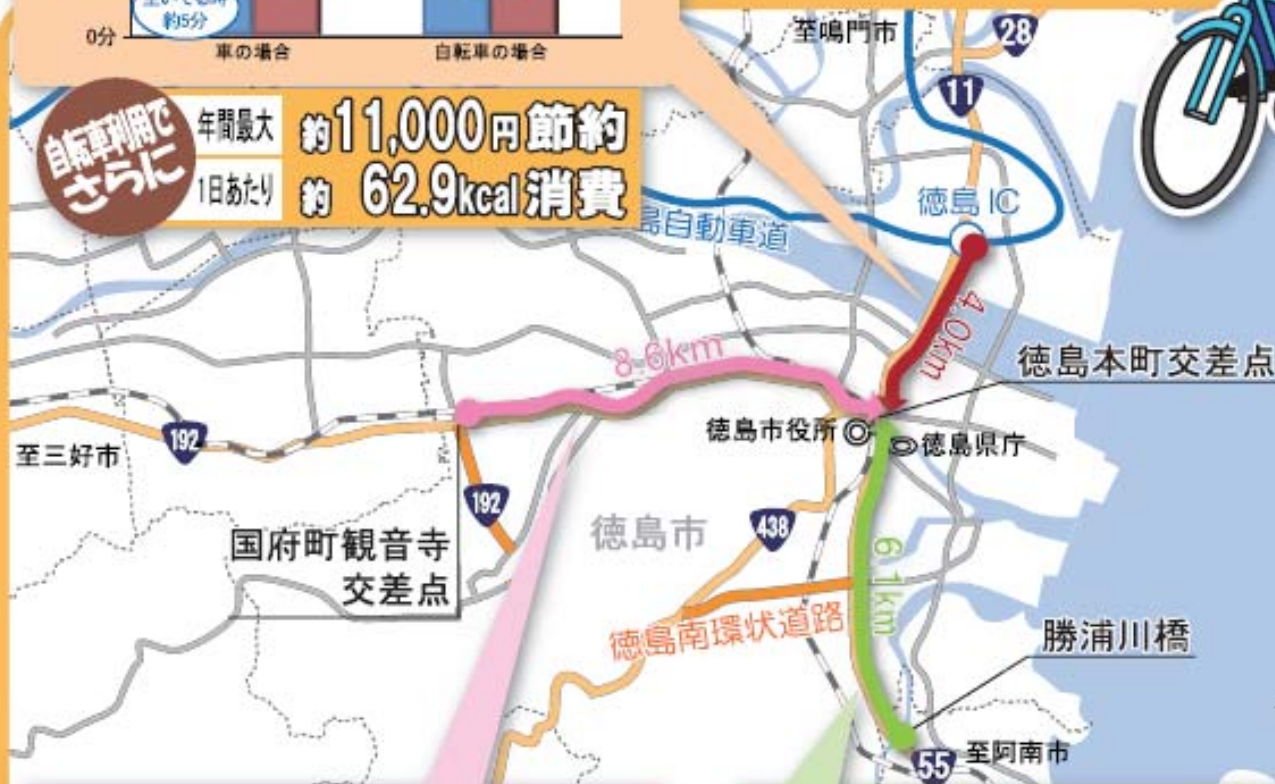 約5分
0分
車の場合
自転車の場合
自転車利用で
さらに
年間最大
約11,000円節約
1日あたり
約 62.9kcal消費
至鳴門市
28
11
徳島IC
島自動車道
4.0km
8.6km
徳島本町交差点
徳島市役所
徳島県庁
192
至三好市
192
438
徳島市
国府町観音寺
交差点
6.1km
徳島南環状道路
勝浦川橋
55
至阿南市